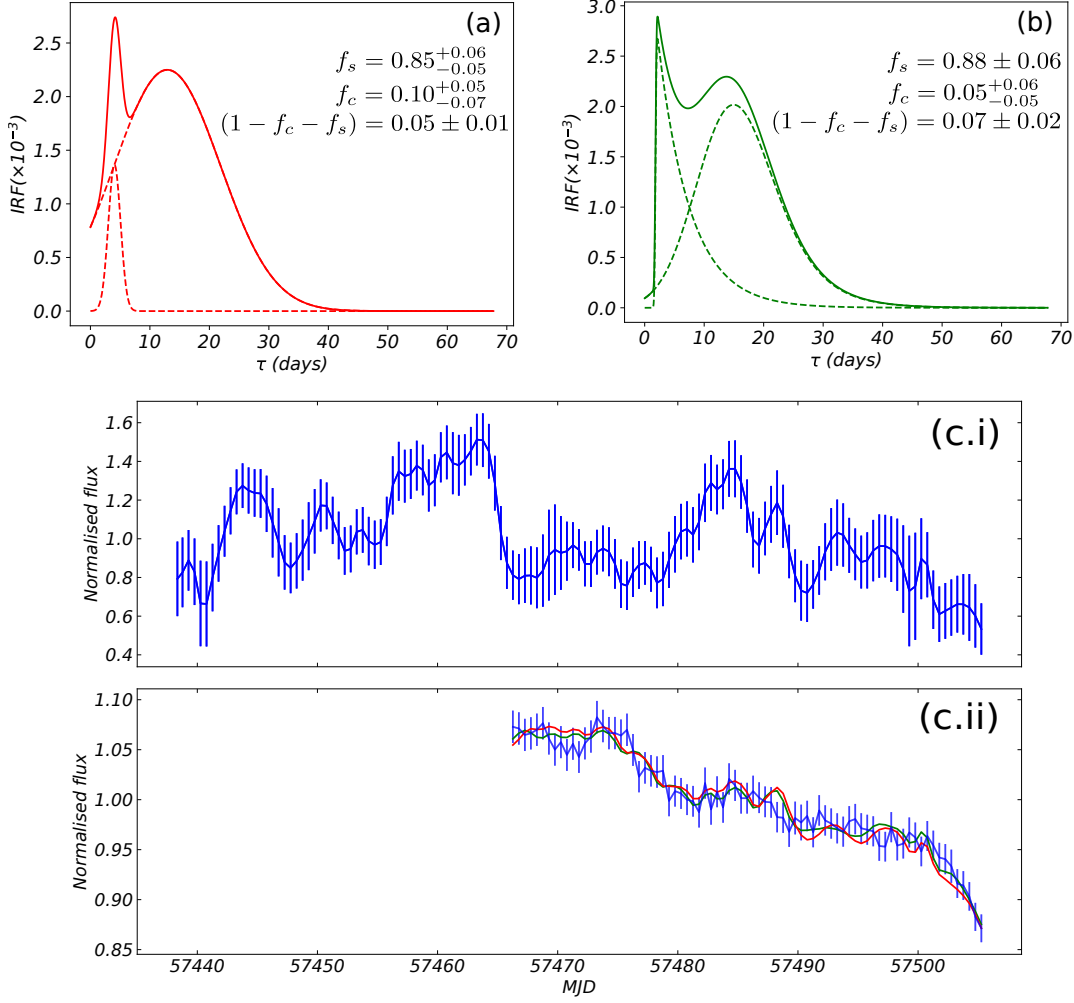 (a)
f_s = 0.85^{+0.06}_{-0.05}
f_c = 0.10^{+0.05}_{-0.07}
(1 − f_c − f_s) = 0.05 ± 0.01
IRF(×10⁻³)
2.5
2.0
1.5
1.0
0.5
0.0
0 10 20 30 40 50 60 70
τ (days)
(b)
f_s = 0.88 ± 0.06
f_c = 0.05^{+0.06}_{-0.05}
(1 − f_c − f_s) = 0.07 ± 0.02
IRF(×10⁻³)
3.0
2.5
2.0
1.5
1.0
0.5
0.0
0 10 20 30 40 50 60 70
τ (days)
(c.i)
Normalised flux
1.6
1.4
1.2
1.0
0.8
0.6
0.4
(c.ii)
Normalised flux
1.10
1.05
1.00
0.95
0.90
0.85
57440 57450 57460 57470 57480 57490 57500
MJD